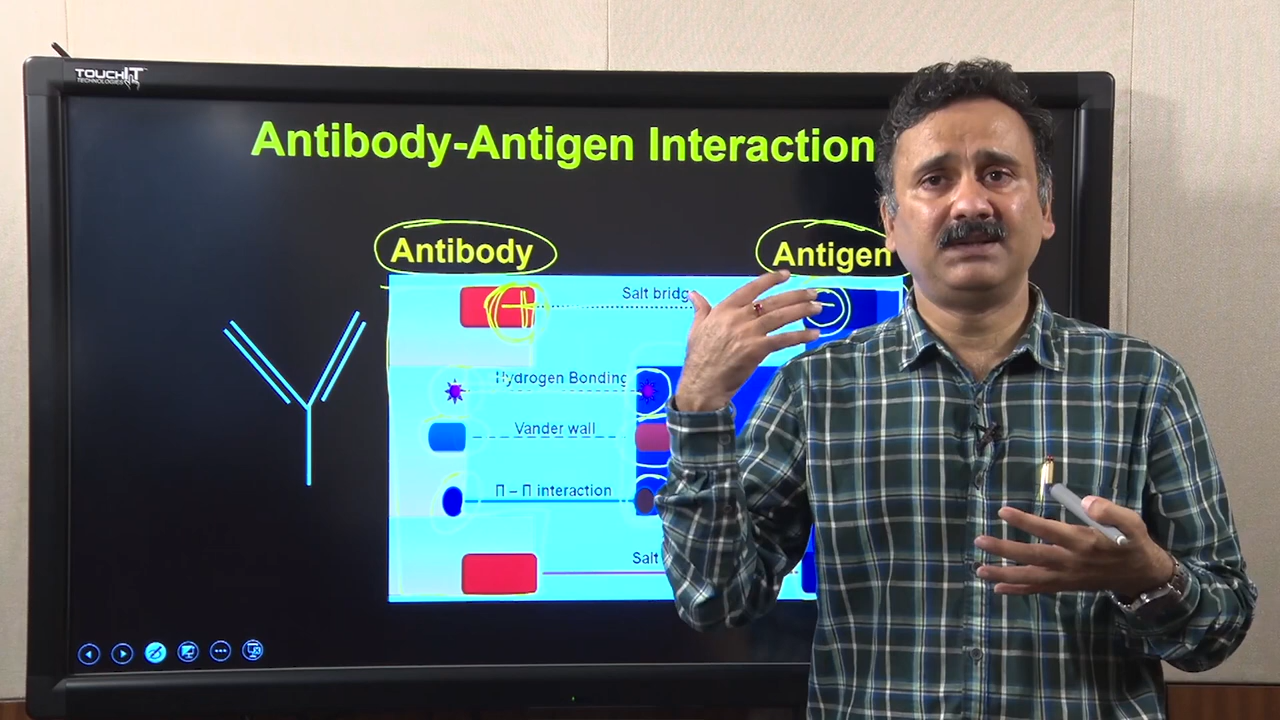 TOUCHIT
TECHNOLOGIES
Antibody-Antigen Interaction
Antibody
Antigen
+
Salt bridg
-
Hydrogen Bonding
Vander wall
Π – Π interaction
Salt